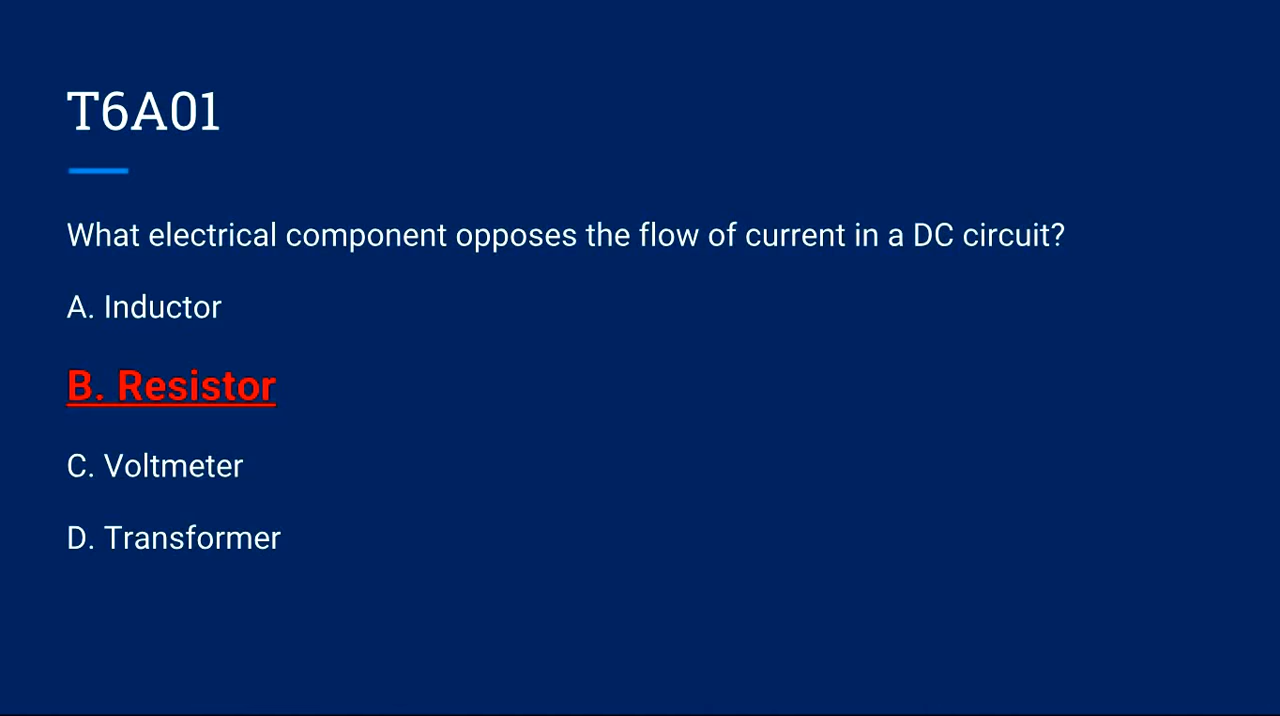 T6A01
What electrical component opposes the flow of current in a DC circuit?
A. Inductor
B. Resistor
C. Voltmeter
D. Transformer